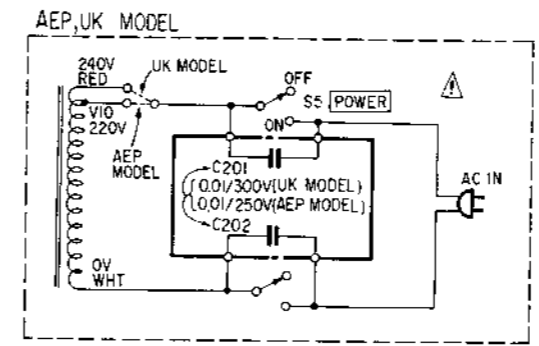 AEP,UK MODEL
240V
RED
UK MODEL
OFF
S5 POWER
VIO
220V
ON
AEP
MODEL
C201
0.01/300V(UK MODEL)
0.01/250V(AEP MODEL)
C202
AC IN
0V
WHT